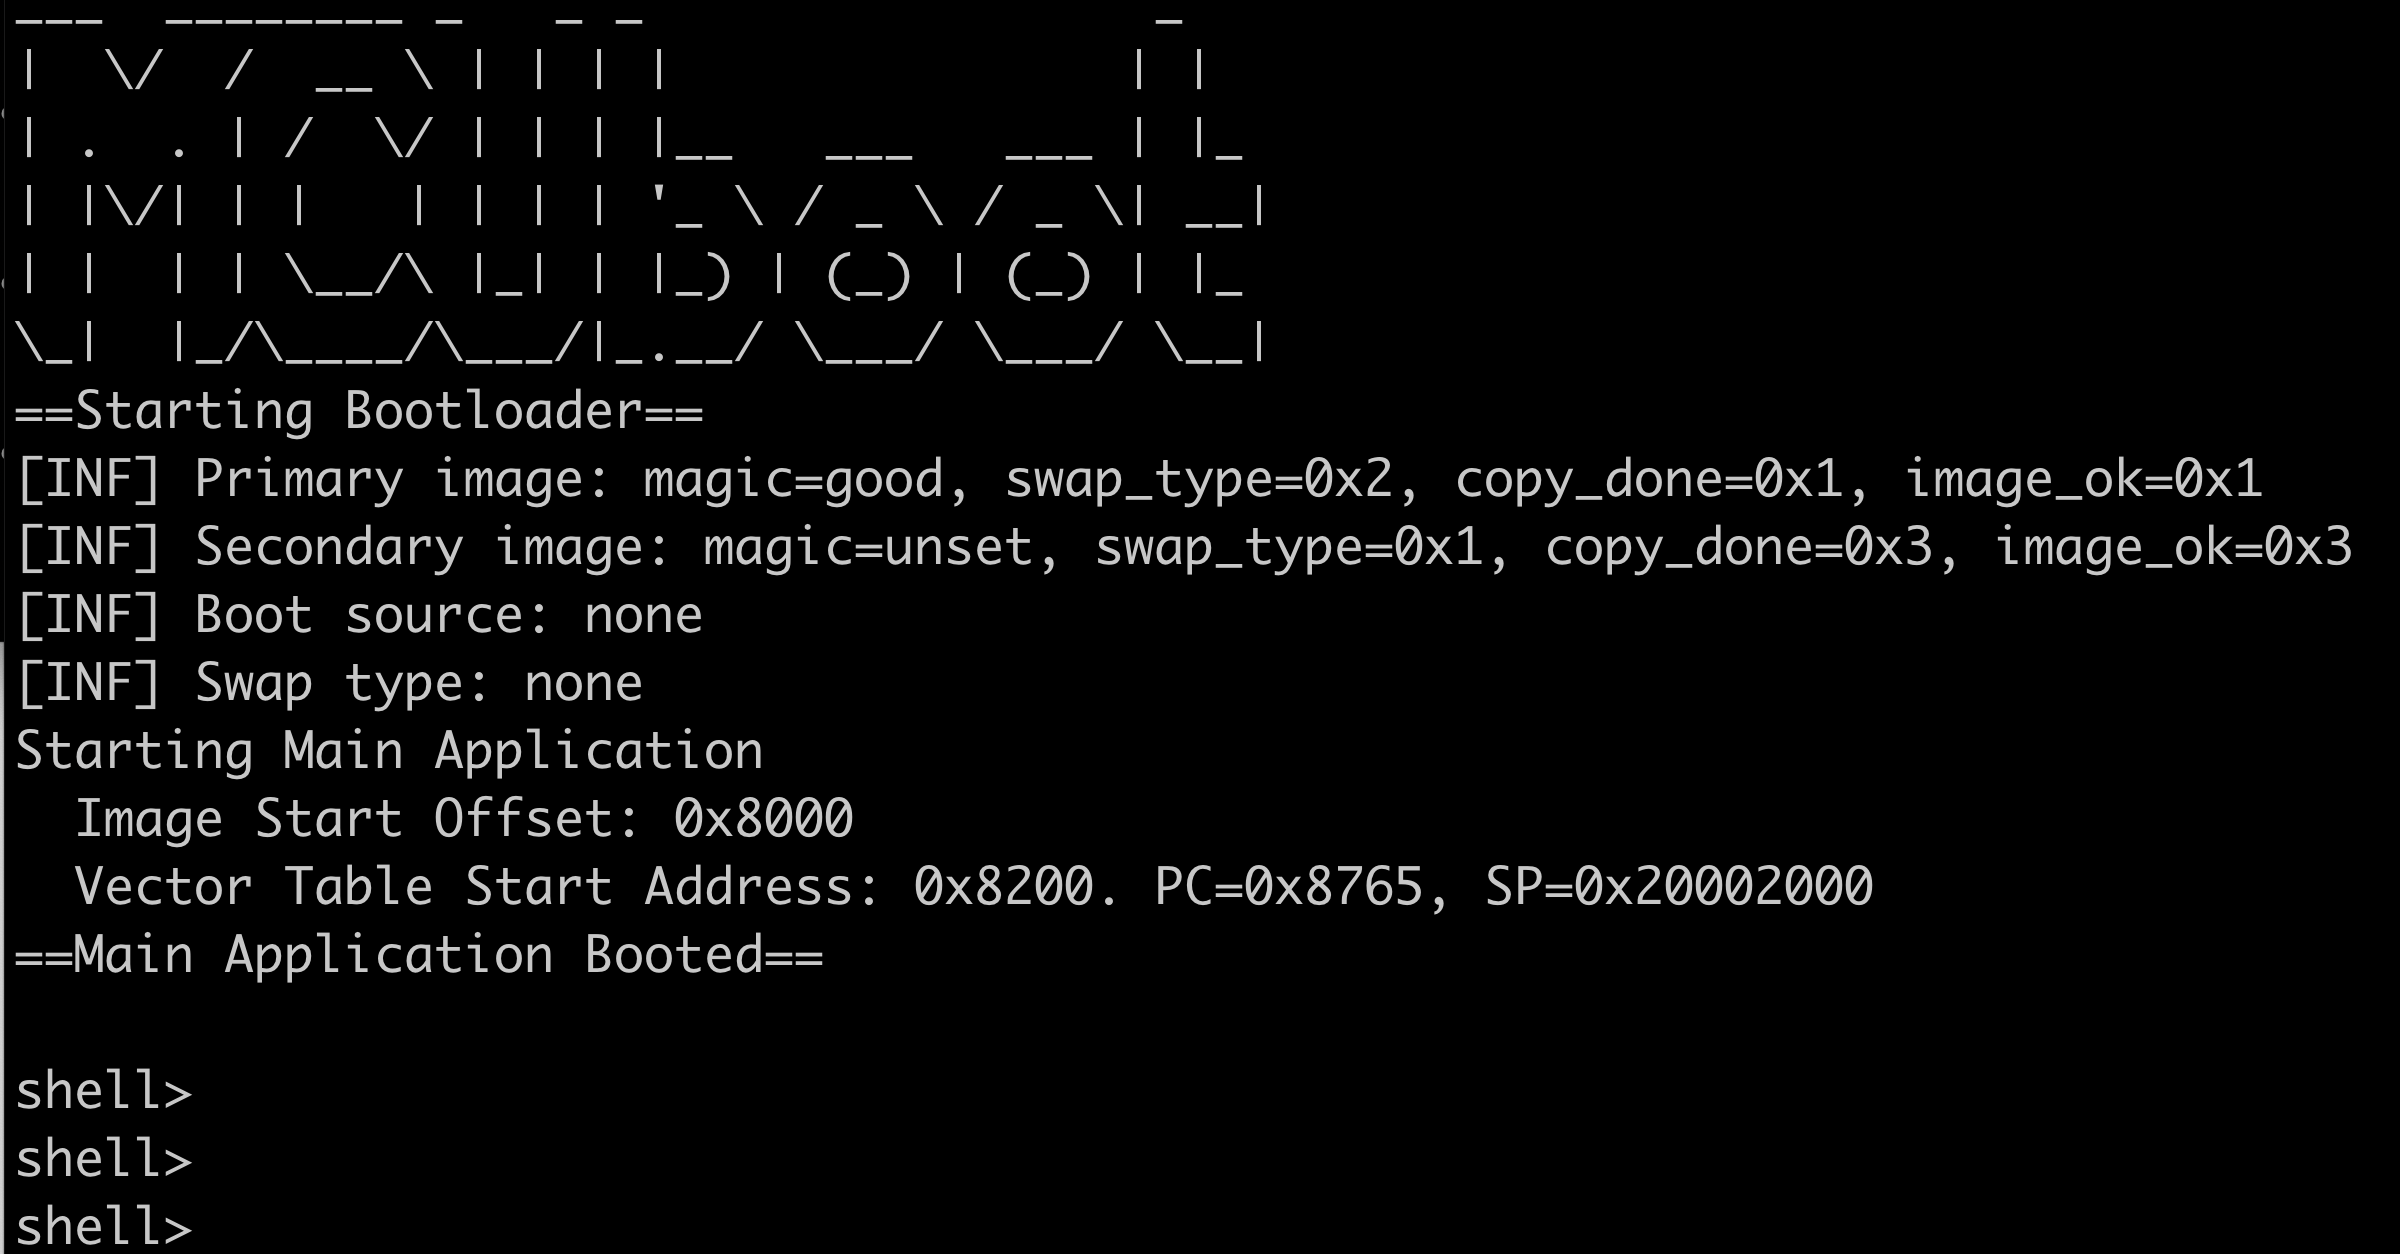 ___  ________ _   _ _                 _
|  \/  /  __ \ | | | |               | |
| .  . | /  \/ | | | |__   ___   ___ | |_
| |\/| | |   | | | | '_ \ / _ \ / _ \| __|
| |  | | \__/\ |_| | |_) | (_) | (_) | |_
\_|  |_/\____/\___/|_.__/ \___/ \___/ \__|
==Starting Bootloader==
[INF] Primary image: magic=good, swap_type=0x2, copy_done=0x1, image_ok=0x1
[INF] Secondary image: magic=unset, swap_type=0x1, copy_done=0x3, image_ok=0x3
[INF] Boot source: none
[INF] Swap type: none
Starting Main Application
  Image Start Offset: 0x8000
  Vector Table Start Address: 0x8200. PC=0x8765, SP=0x20002000
==Main Application Booted==

shell>
shell>
shell>